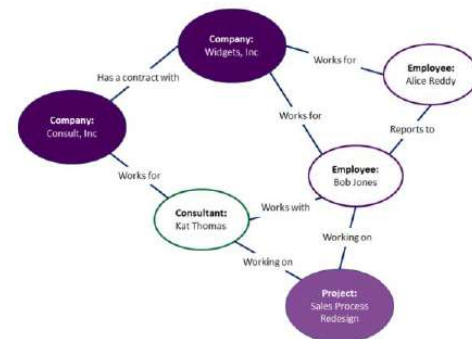 Company:
Widgets, Inc
Works for
Employee:
Alice Reddy
Has a contract with
Company:
Consult, Inc
Works for
Reports to
Works for
Employee:
Bob Jones
Consultant:
Kat Thomas
Works with
Working on
Working on
Project:
Sales Process
Redesign